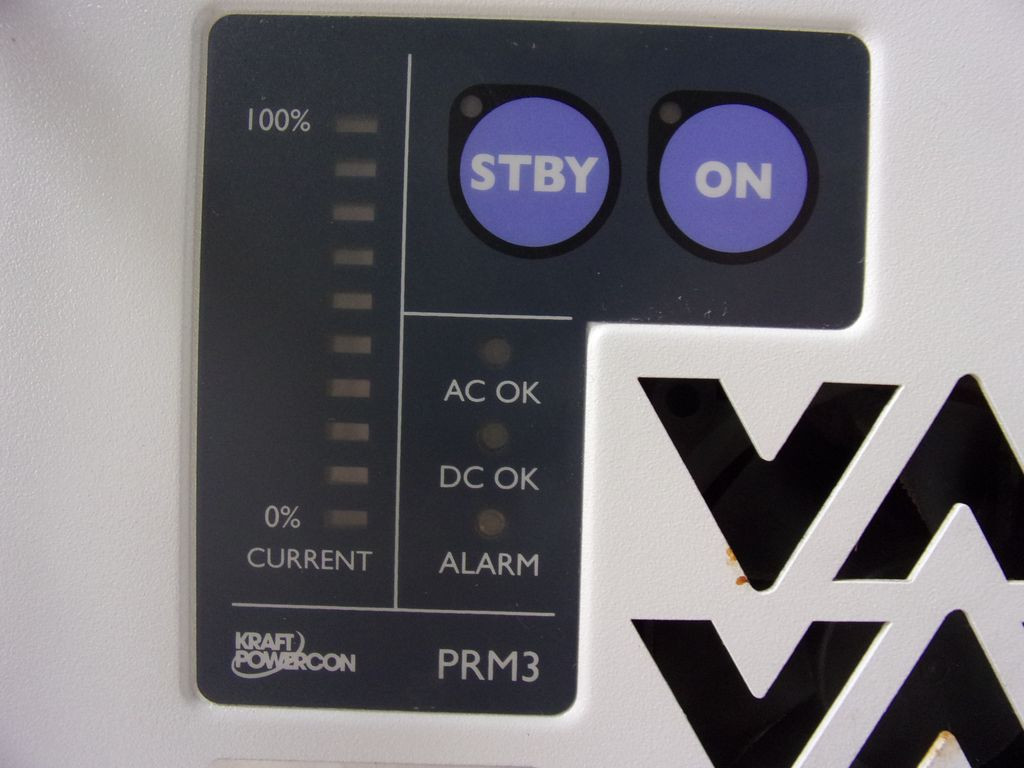 100%
STBY
ON
AC OK
DC OK
0%
CURRENT
ALARM
KRAFT
POWERCON
PRM3